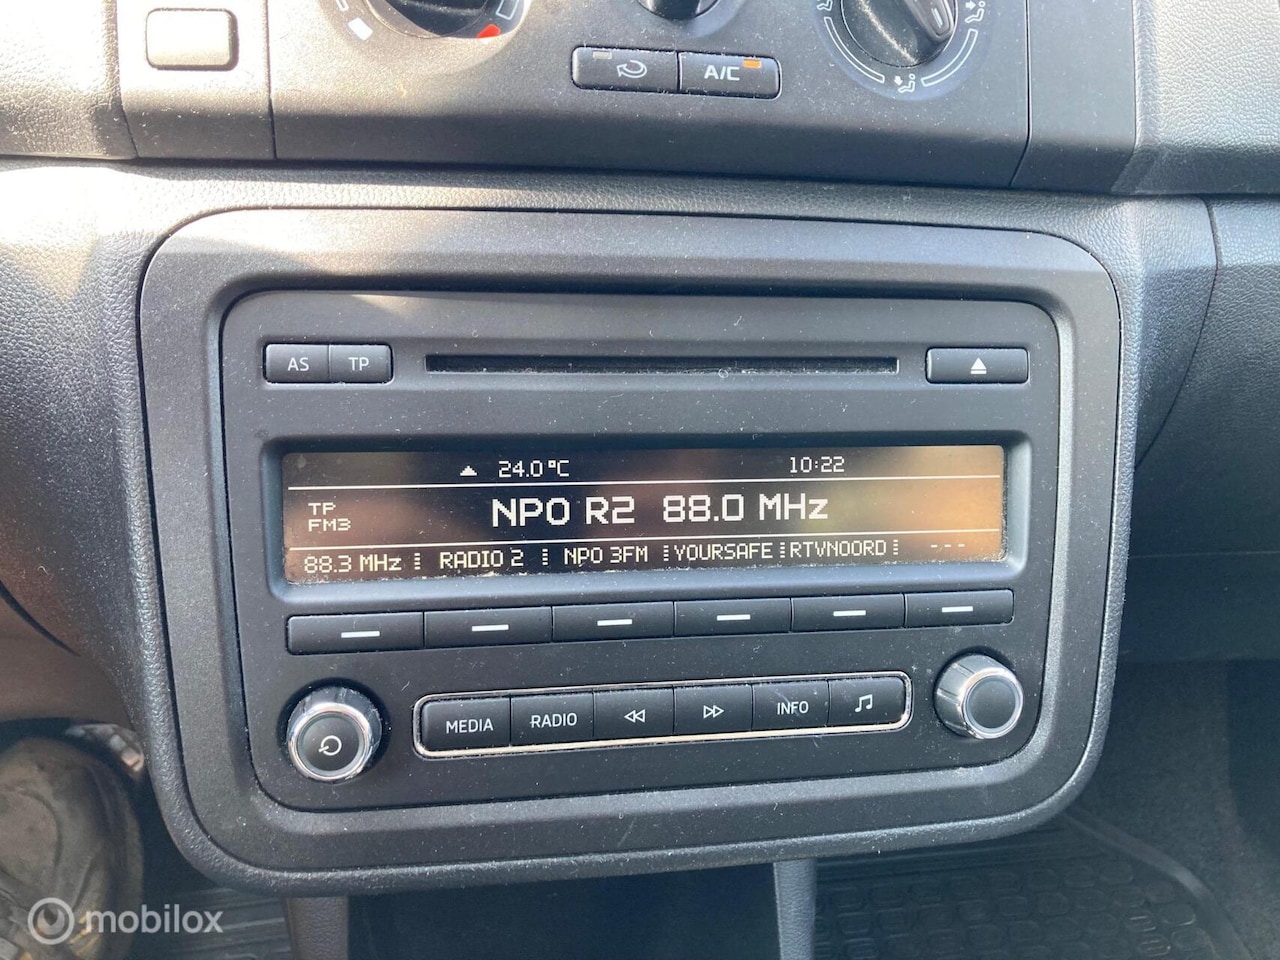 A/C
AS TP
24.0°C 10:22
TP
FM3
NPO R2 88.0 MHz
88.3 MHz RADIO 2 NPO 3FM YOURSAFE RTVNOORD ---
MEDIA RADIO INFO
mobilox